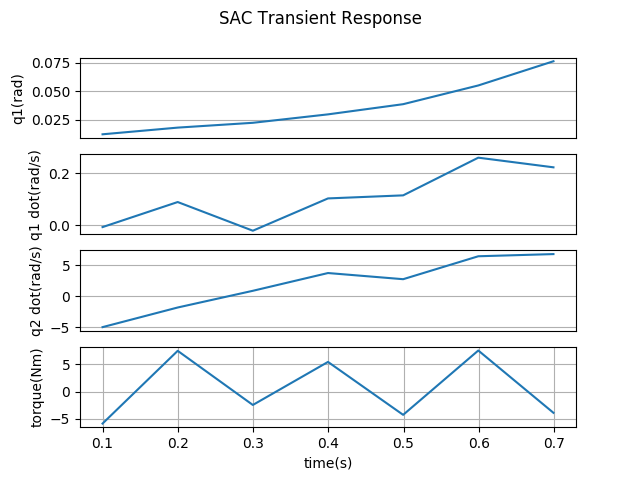 SAC Transient Response
q1(rad)
0.075
0.050
0.025
q1 dot(rad/s)
0.2
0.0
q2 dot(rad/s)
5
0
−5
torque(Nm)
5
0
−5
0.1 0.2 0.3 0.4 0.5 0.6 0.7
time(s)